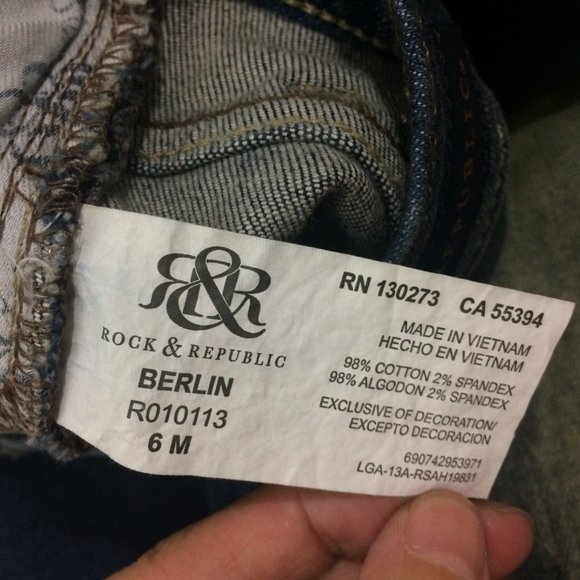 R&R
ROCK & REPUBLIC
BERLIN
R010113
6 M
RN 130273 CA 55394
MADE IN VIETNAM
HECHO EN VIETNAM
98% COTTON 2% SPANDEX
98% ALGODON 2% SPANDEX
EXCLUSIVE OF DECORATION/
EXCEPTO DECORACION
690742953971
LGA-13A-RSAH19831
PUBLIC